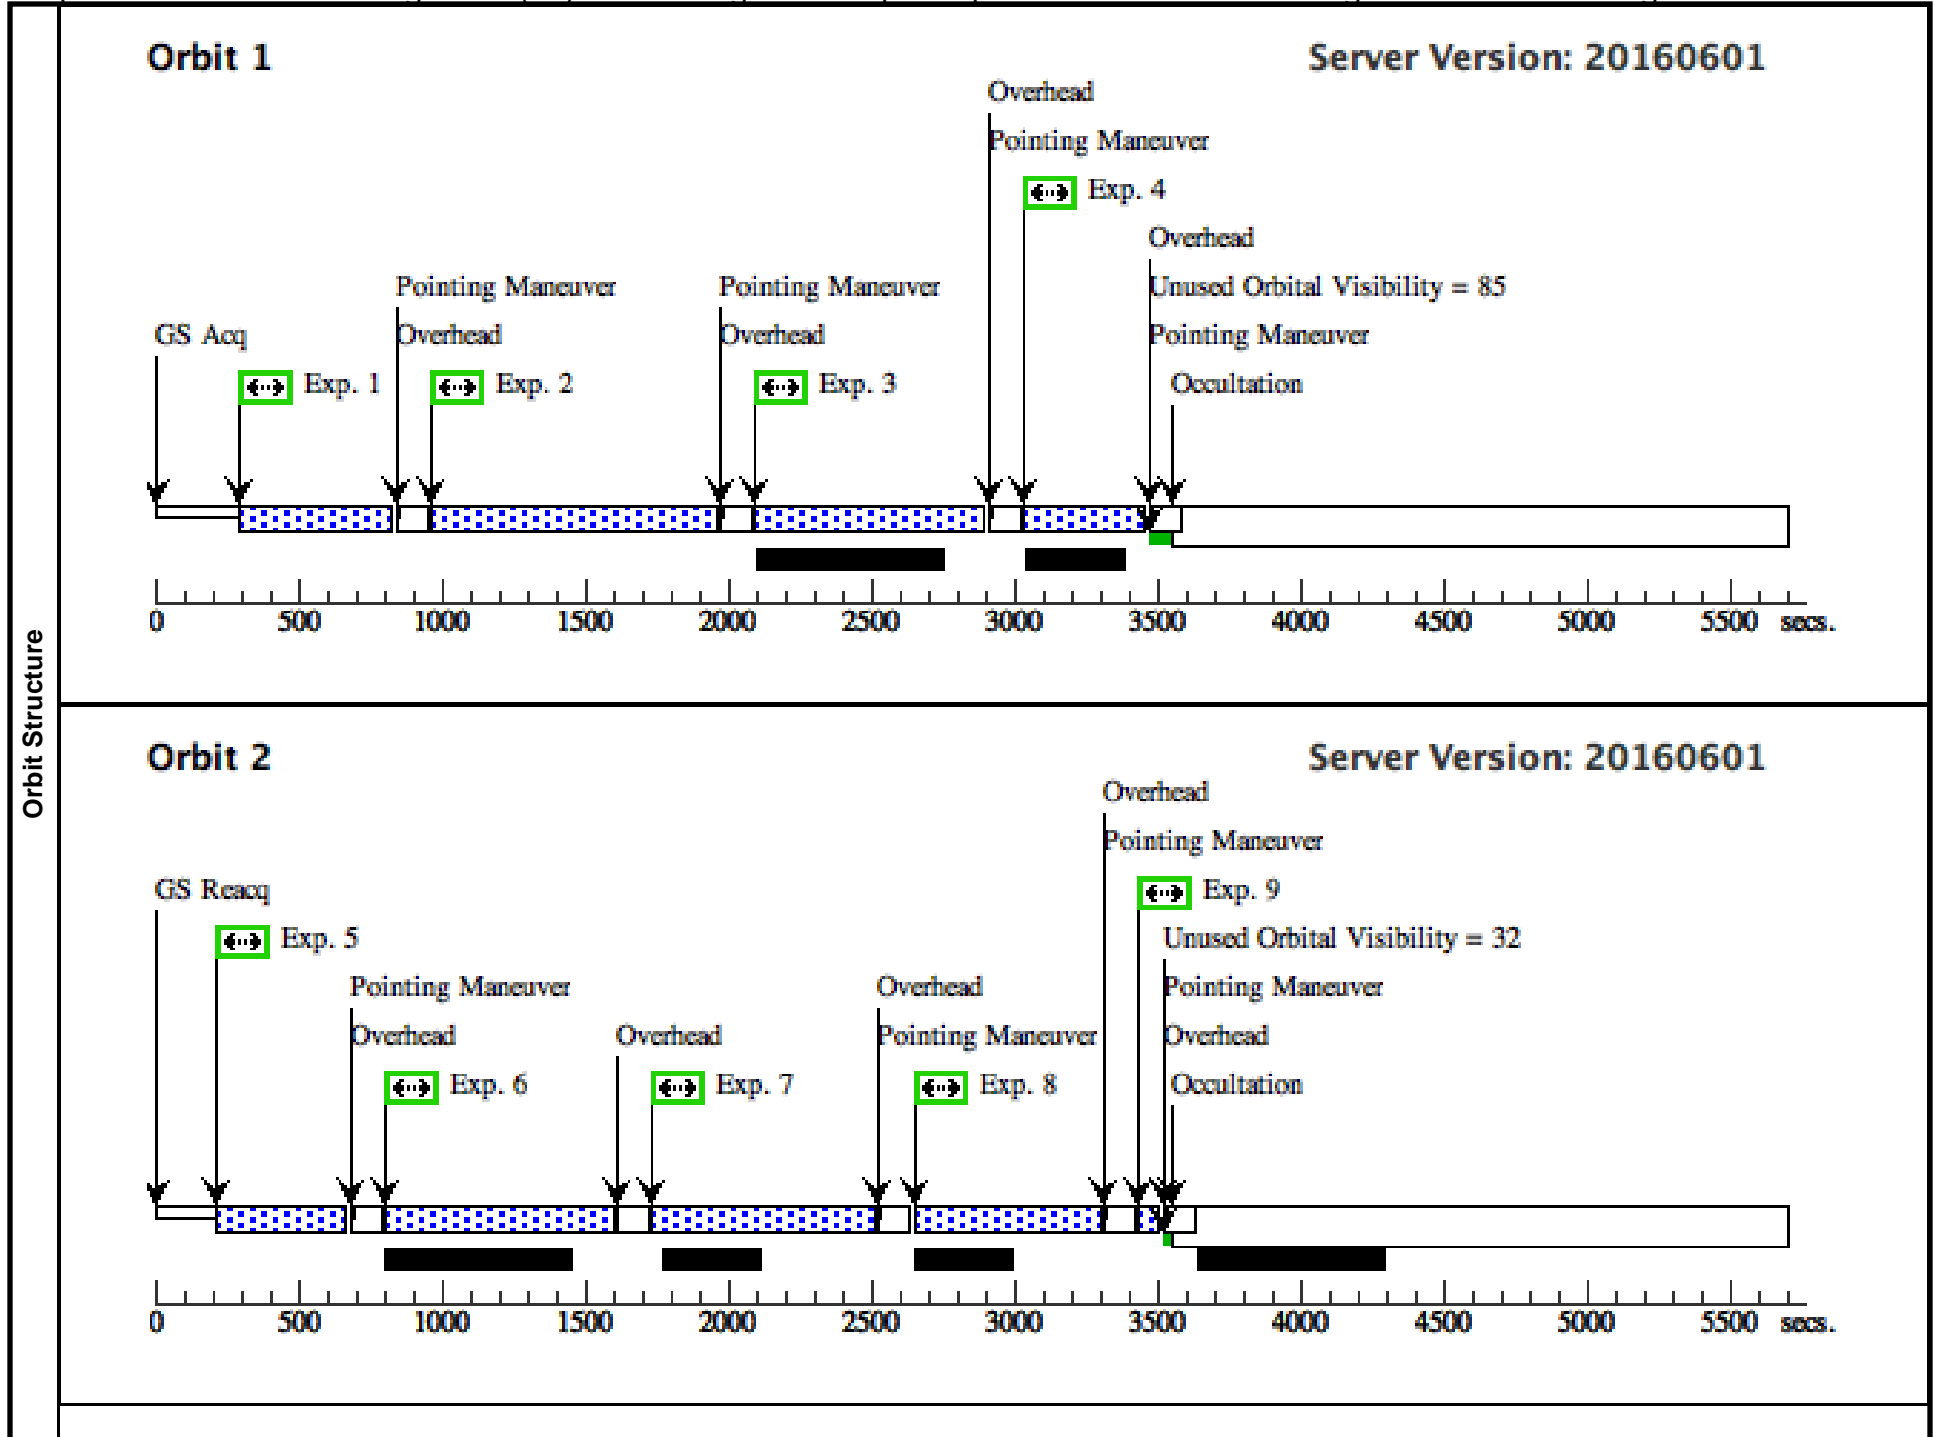 Orbit Structure
Orbit 1
Server Version: 20160601
Overhead
Pointing Maneuver
Exp. 4
Overhead
Pointing Maneuver
Pointing Maneuver
Unused Orbital Visibility = 85
GS Acq
Overhead
Overhead
Pointing Maneuver
Exp. 1
Exp. 2
Exp. 3
Occultation
0 500 1000 1500 2000 2500 3000 3500 4000 4500 5000 5500 secs.
Orbit 2
Server Version: 20160601
Overhead
Pointing Maneuver
GS Reacq
Exp. 9
Exp. 5
Unused Orbital Visibility = 32
Pointing Maneuver
Overhead
Pointing Maneuver
Overhead
Overhead
Pointing Maneuver
Overhead
Exp. 6
Exp. 7
Exp. 8
Occultation
0 500 1000 1500 2000 2500 3000 3500 4000 4500 5000 5500 secs.